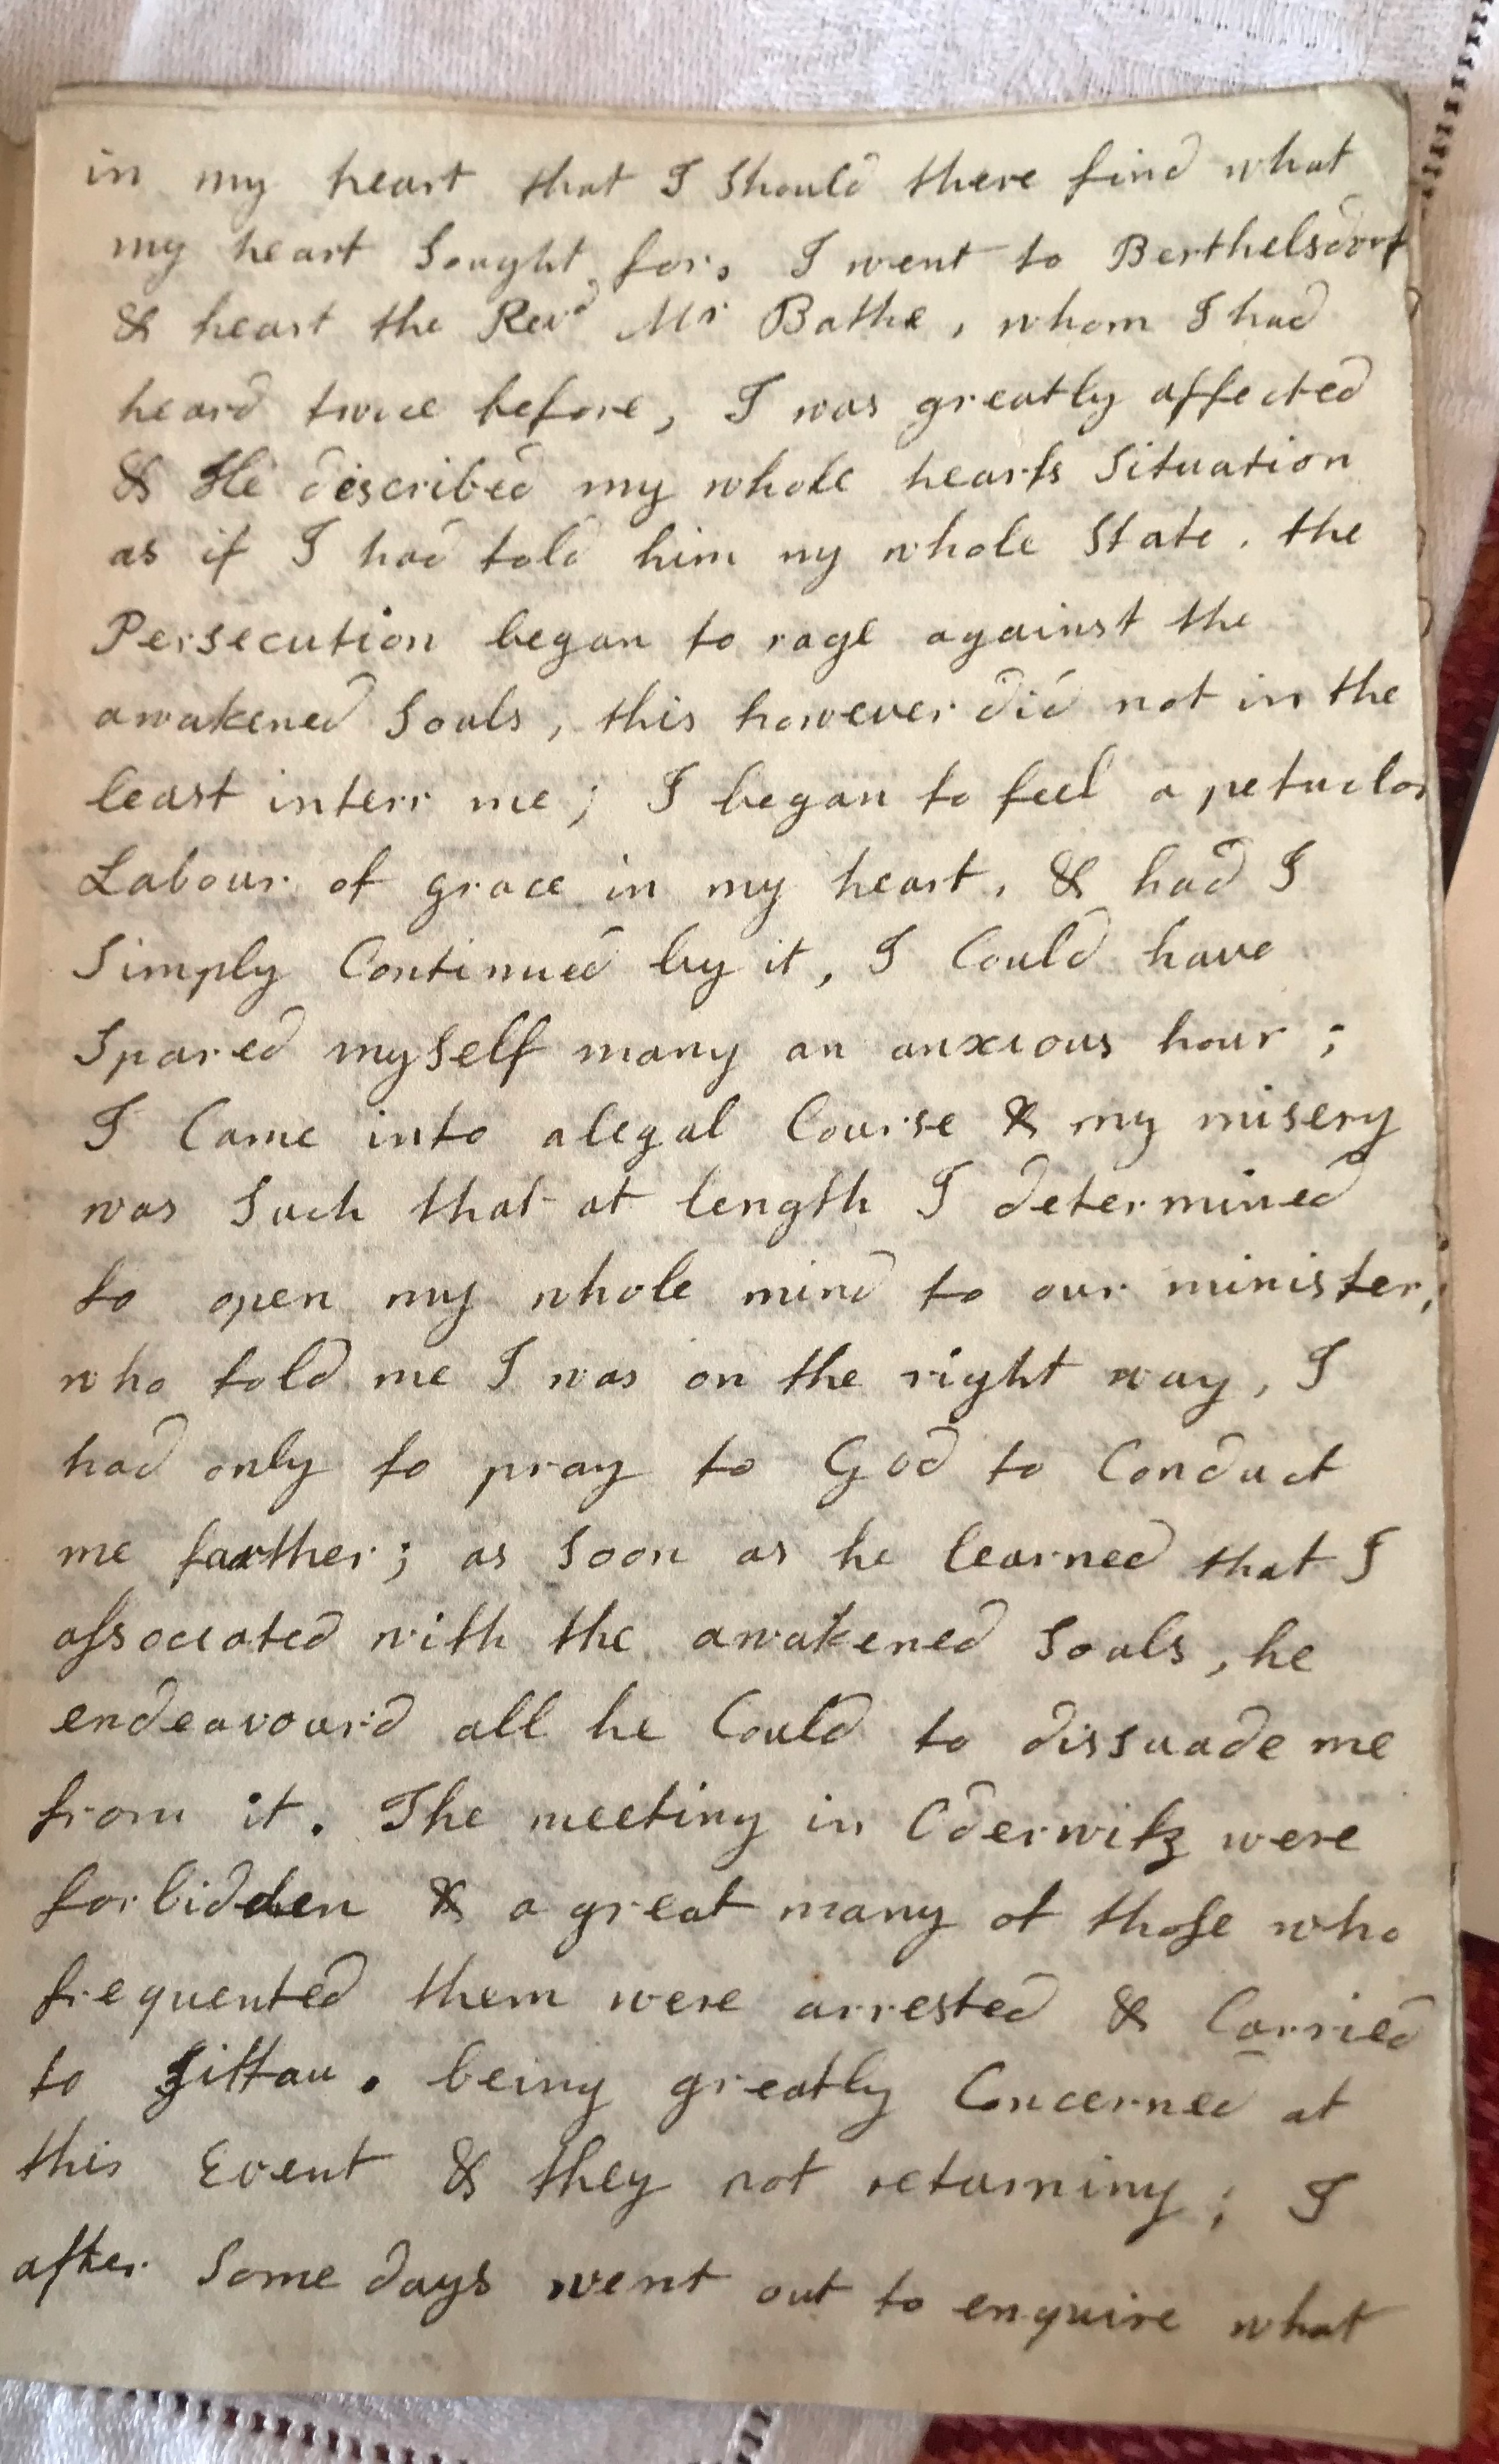 in my heart that I Should there find what
my heart Sought for, I went to Berthelsdorf
& heart the Revd Mr Bathe, whom I had
heard twice before, I was greatly affected
& He discribed my whole hearts Situation
as if I had told him my whole State. the
Persecution began to rage against the
awakened Souls, this however did not in the
least interr me; I began to feel a petuclor
Labour of grace in my heart, & had I
Simply Continued by it, I Could have
Spared mySelf many an anxious hour;
I Came into a legal Course & my misery
was Such that at length I determined
to open my whole mind to our minister,
who told me I was on the right way, I
had only to pray to God to Conduct
me farther; as Soon as he learned that I
aſsociated with the awakened Souls, he
endeavour'd all he Could to dissuade me
from it. The meeting in Oderwitz were
forbidden & a great many of thoſe who
frequented them were arrested & Carried
to Zittau. being greatly Concerned at
this Event & they not returning; I
after Some days went out to enquire what